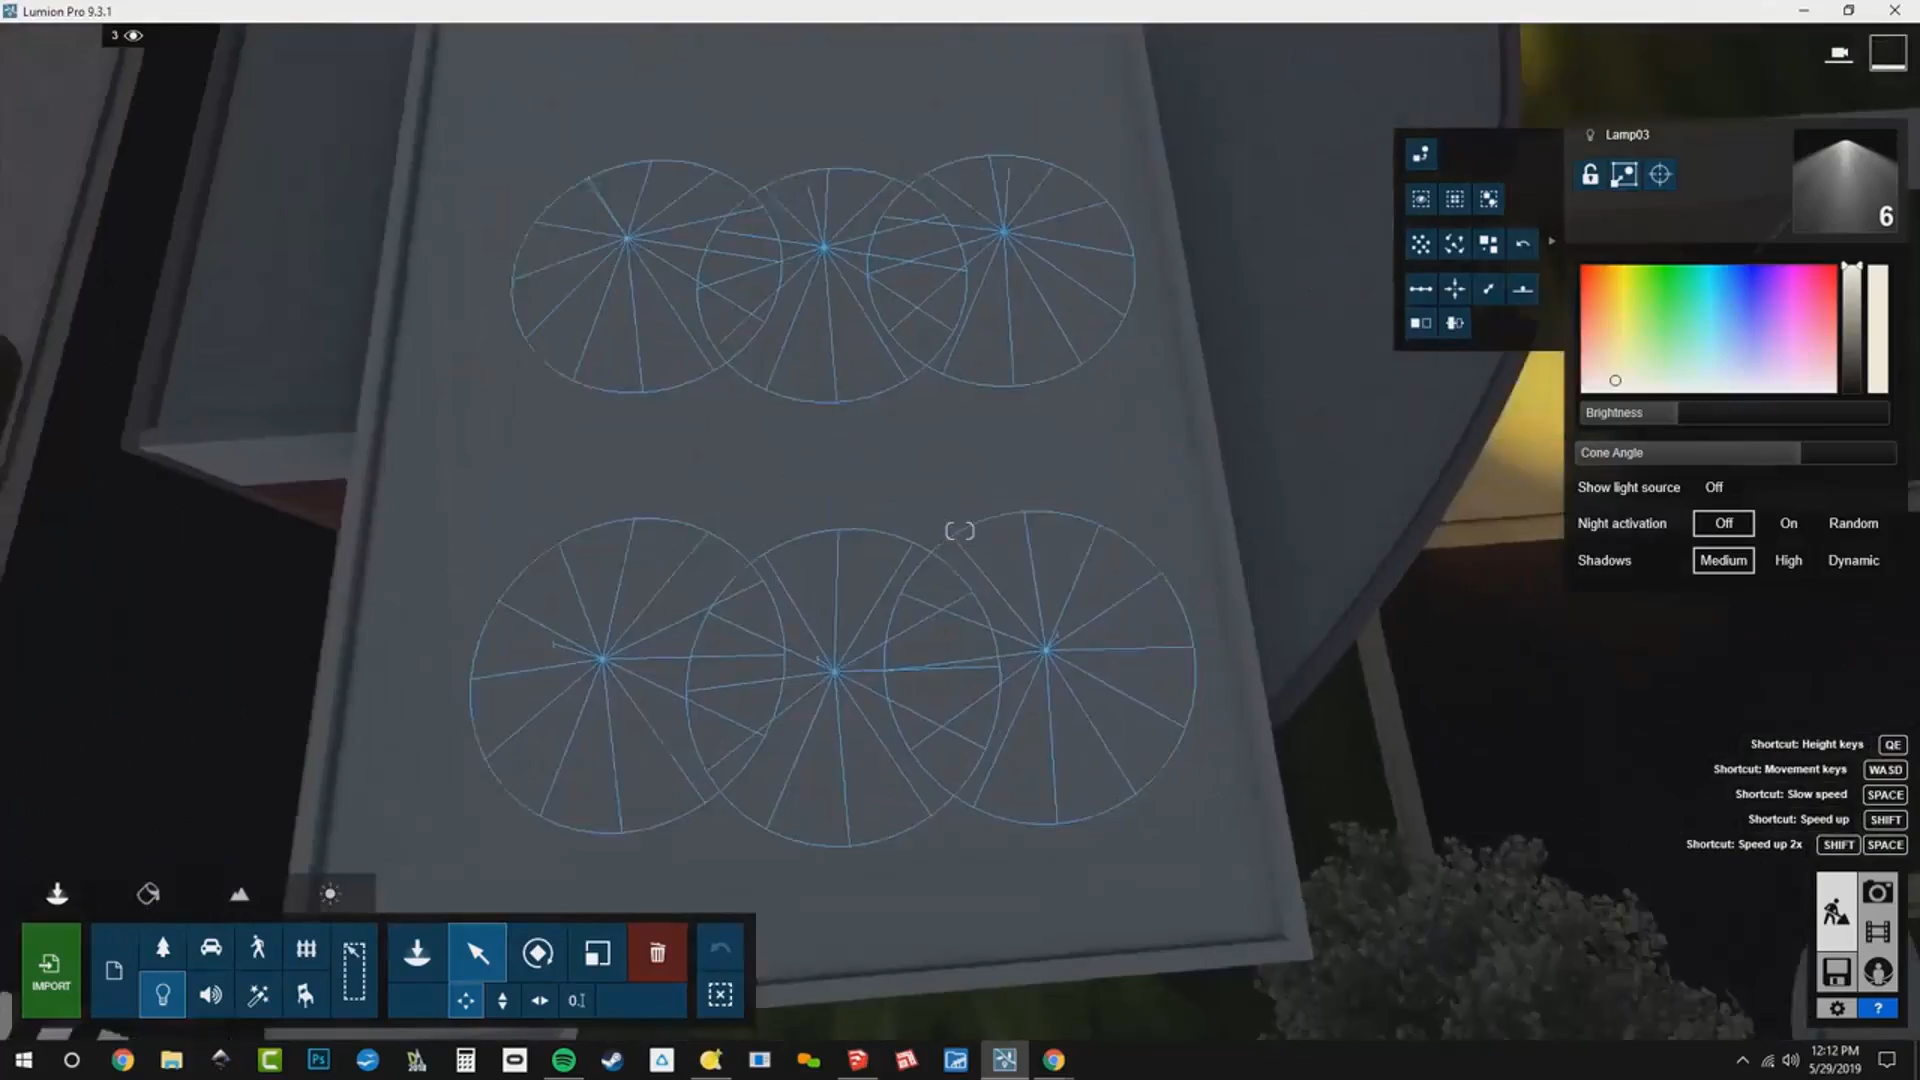 Lumion Pro 9.3.1
3
Lamp03
6
Brightness
Cone Angle
Show light source Off
Night activation Off On Random
Shadows Medium High Dynamic
Shortcut: Height keys QE
Shortcut: Movement keys WASD
Shortcut: Slow speed SPACE
Shortcut: Speed up SHIFT
Shortcut: Speed up 2x SHIFT SPACE
IMPORT
?
Ps
12:12 PM
5/29/2019